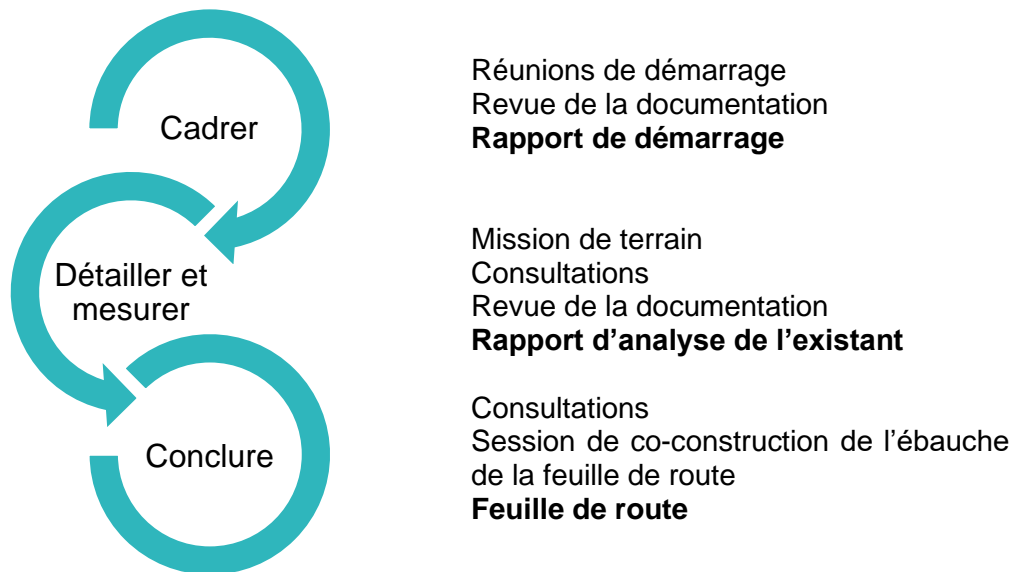 Cadrer
Réunions de démarrage
Revue de la documentation
Rapport de démarrage
Détailler et
mesurer
Mission de terrain
Consultations
Revue de la documentation
Rapport d’analyse de l’existant
Conclure
Consultations
Session de co-construction de l’ébauche
de la feuille de route
Feuille de route